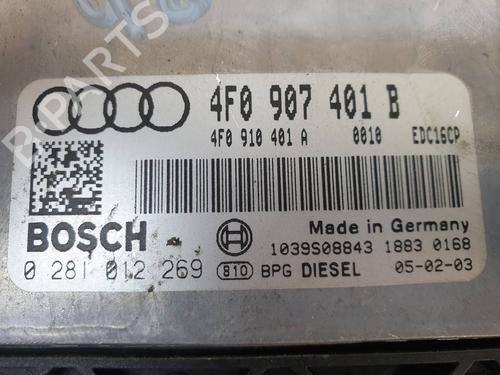 4F0 907 401 B
4F0 910 401 A 0010 EDC16CP
BOSCH
Made in Germany
1039S08843 1883 0168
0 281 012 269 810 BPG DIESEL 05-02-03
B-PARTS